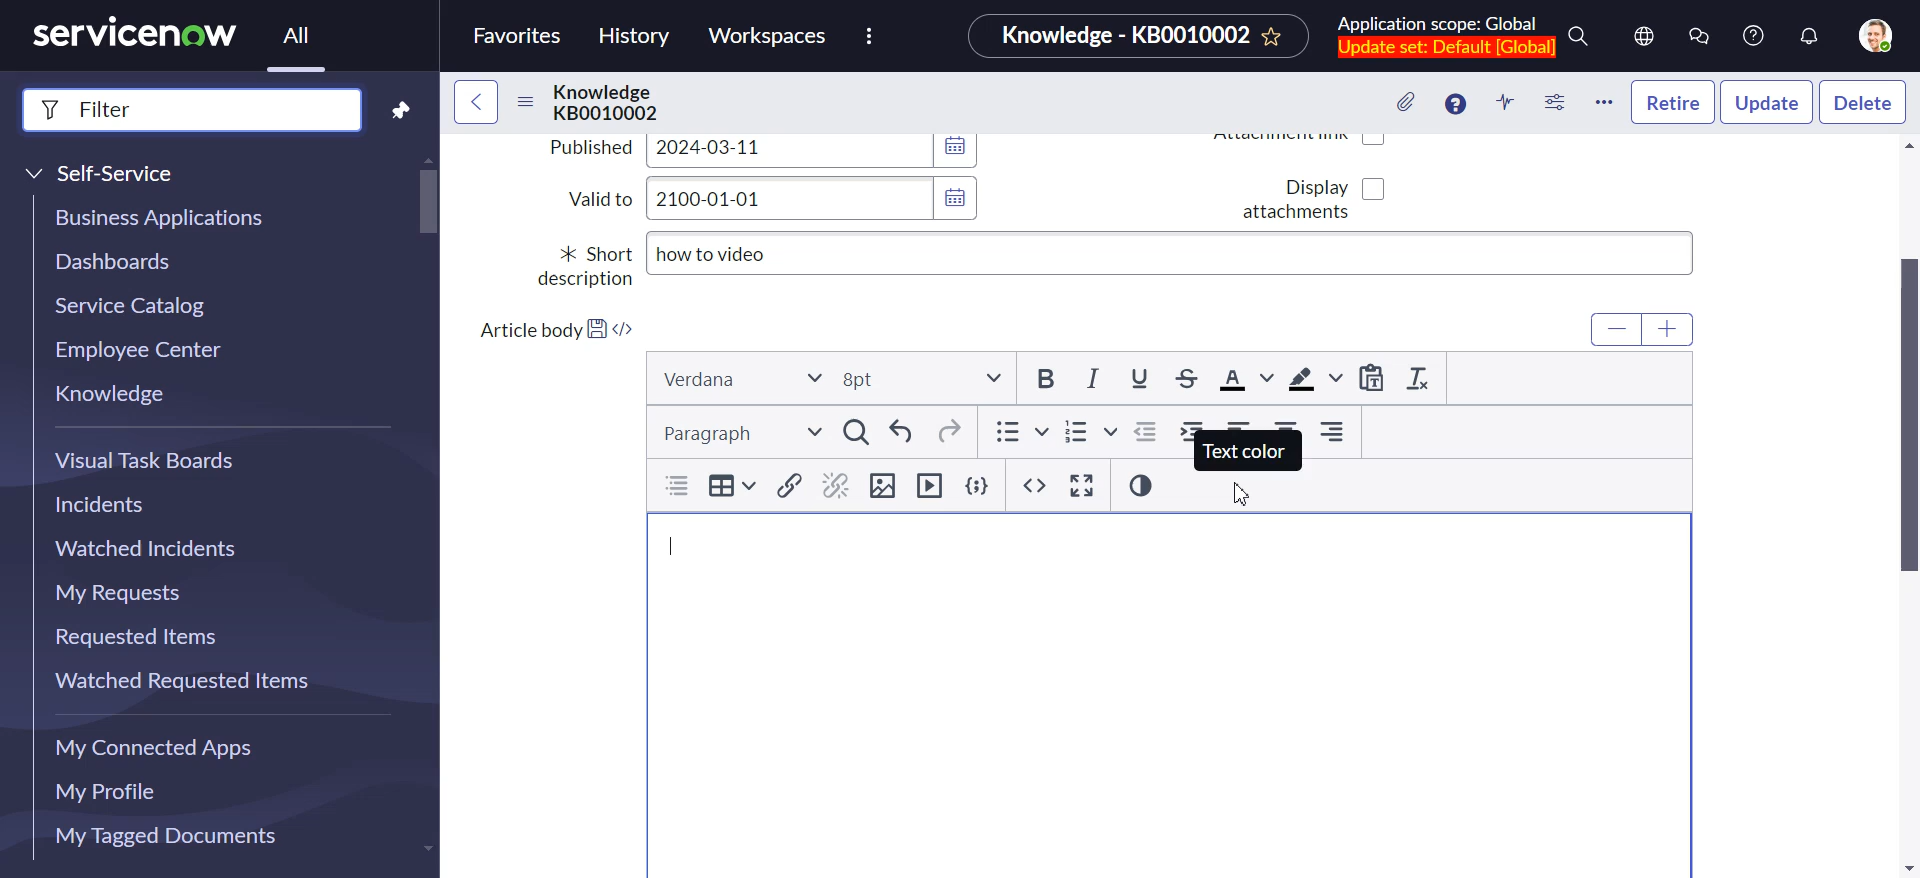 servicenow
All
Favorites
History
Workspaces
Knowledge - KB0010002
Application scope: Global
Update set: Default [Global]
Filter
Knowledge
KB0010002
Retire
Update
Delete
Self-Service
Business Applications
Dashboards
Service Catalog
Employee Center
Knowledge
Visual Task Boards
Incidents
Watched Incidents
My Requests
Requested Items
Watched Requested Items
My Connected Apps
My Profile
My Tagged Documents
Published
2024-03-11
Attachment link
Valid to
2100-01-01
Display
attachments
Short
description
how to video
Article body
Verdana
8pt
Paragraph
Text color